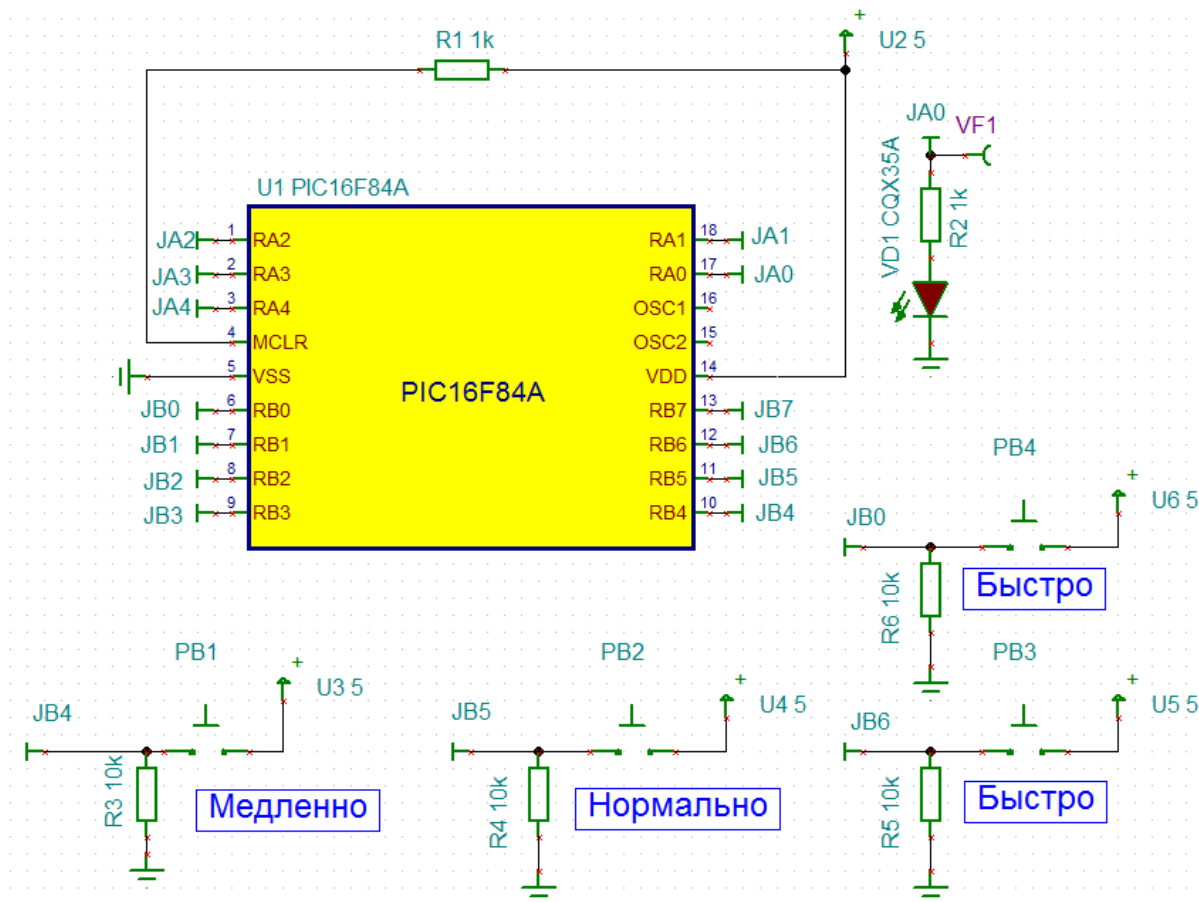 R1 1k
+
U2 5
JA0
VF1
VD1 CQX35A
R2 1k
U1 PIC16F84A
JA2 1 RA2
RA1 18 JA1
JA3 2 RA3
RA0 17 JA0
JA4 3 RA4
OSC1 16
4 MCLR
OSC2 15
5 VSS
VDD 14
PIC16F84A
JB0 6 RB0
RB7 13 JB7
JB1 7 RB1
RB6 12 JB6
JB2 8 RB2
RB5 11 JB5
JB3 9 RB3
RB4 10 JB4
PB4
+
U6 5
JB0
R6 10k
Быстро
PB1
+
U3 5
JB4
R3 10k
Медленно
PB2
+
U4 5
JB5
R4 10k
Нормально
PB3
+
U5 5
JB6
R5 10k
Быстро